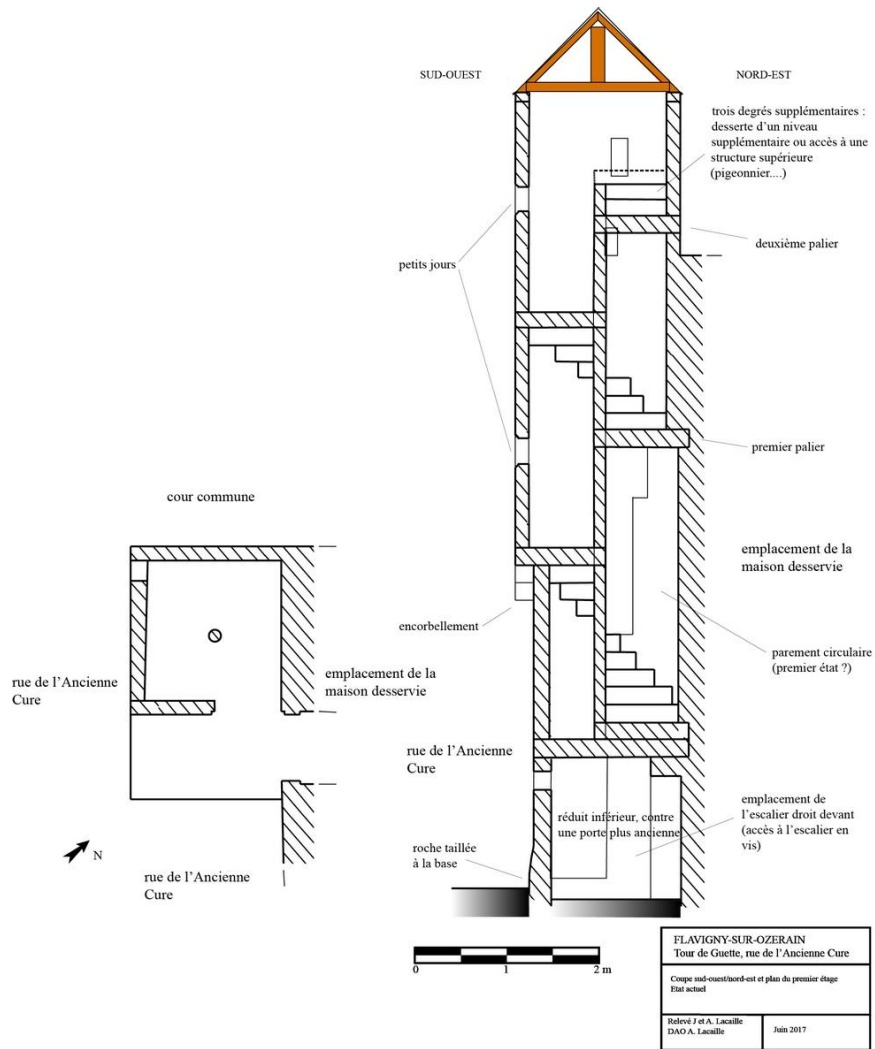 SUD-OUEST
NORD-EST
trois degrés supplémentaires :
desserte d'un niveau
supplémentaire ou accès à une
structure supérieure
(pigeonnier....)
deuxième palier
petits jours
premier palier
cour commune
emplacement de la
maison desservie
encorbellement
parement circulaire
(premier état ?)
rue de l'Ancienne
Cure
emplacement de la
maison desservie
rue de l'Ancienne
Cure
emplacement de
l'escalier droit devant
(accès à l'escalier en
vis)
réduit inférieur, contre
une porte plus ancienne
roche taillée
à la base
N
rue de l'Ancienne
Cure
0
1
2 m
FLAVIGNY-SUR-OZERAIN
Tour de Guette, rue de l'Ancienne Cure
Coupe sud-ouest/nord-est et plan du premier étage
Etat actuel
Relevé J et A. Lacaille
DAO A. Lacaille
Juin 2017